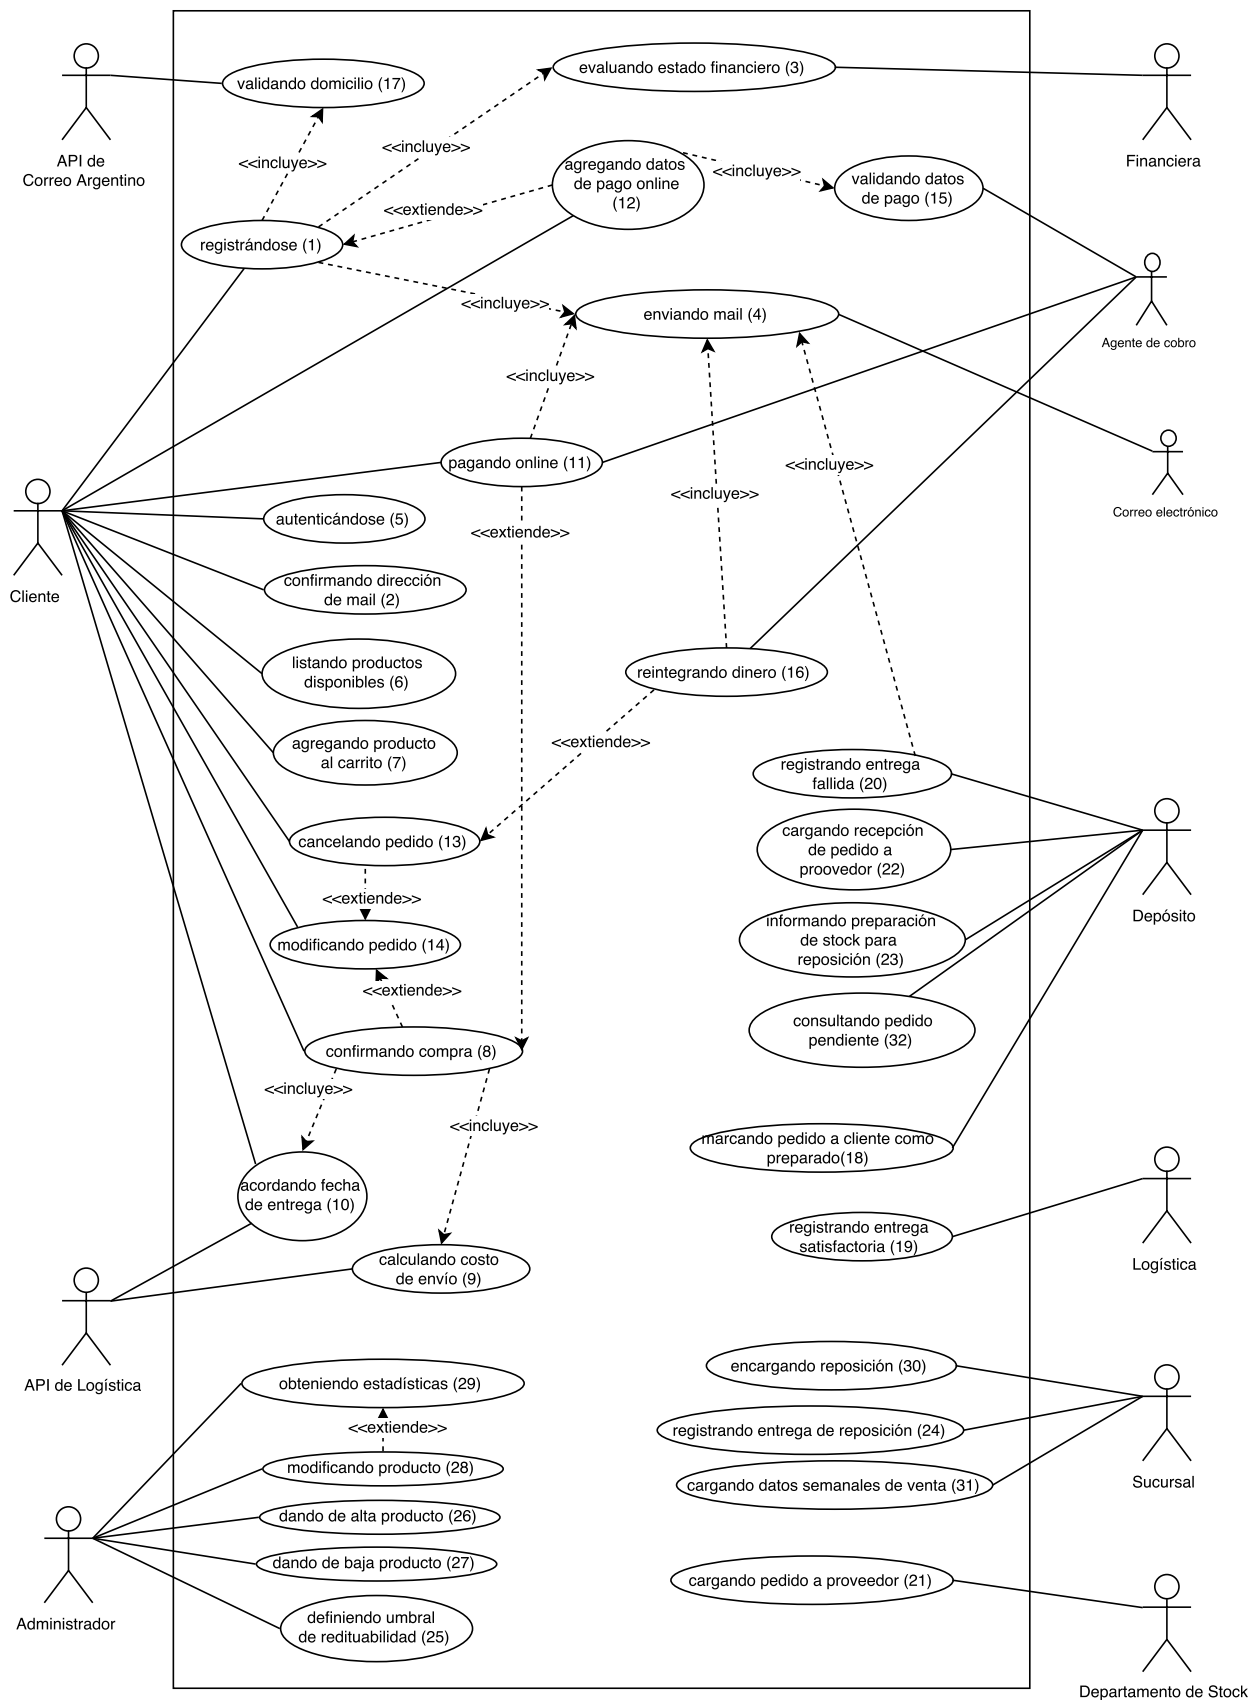 evaluando estado financiero (3)
validando domicilio (17)
<<incluye>>
API de
Correo Argentino
<<incluye>>
Financiera
agregando datos
de pago online
(12)
<<incluye>>
validando datos
de pago (15)
<<extiende>>
registrándose (1)
<<incluye>>
enviando mail (4)
Agente de cobro
<<incluye>>
pagando online (11)
<<incluye>>
<<incluye>>
Correo electrónico
autenticándose (5)
<<extiende>>
confirmando dirección
de mail (2)
Cliente
listando productos
disponibles (6)
reintegrando dinero (16)
agregando producto
al carrito (7)
<<extiende>>
registrando entrega
fallida (20)
cancelando pedido (13)
cargando recepción
de pedido a
proovedor (22)
<<extiende>>
Depósito
modificando pedido (14)
informando preparación
de stock para
reposición (23)
<<extiende>>
confirmando compra (8)
consultando pedido
pendiente (32)
<<incluye>>
<<incluye>>
marcando pedido a cliente como
preparado(18)
acordando fecha
de entrega (10)
registrando entrega
satisfactoria (19)
calculando costo
de envío (9)
Logística
API de Logística
obteniendo estadísticas (29)
encargando reposición (30)
<<extiende>>
registrando entrega de reposición (24)
modificando producto (28)
cargando datos semanales de venta (31)
Sucursal
dando de alta producto (26)
dando de baja producto (27)
cargando pedido a proveedor (21)
Administrador
definiendo umbral
de redituabilidad (25)
Departamento de Stock